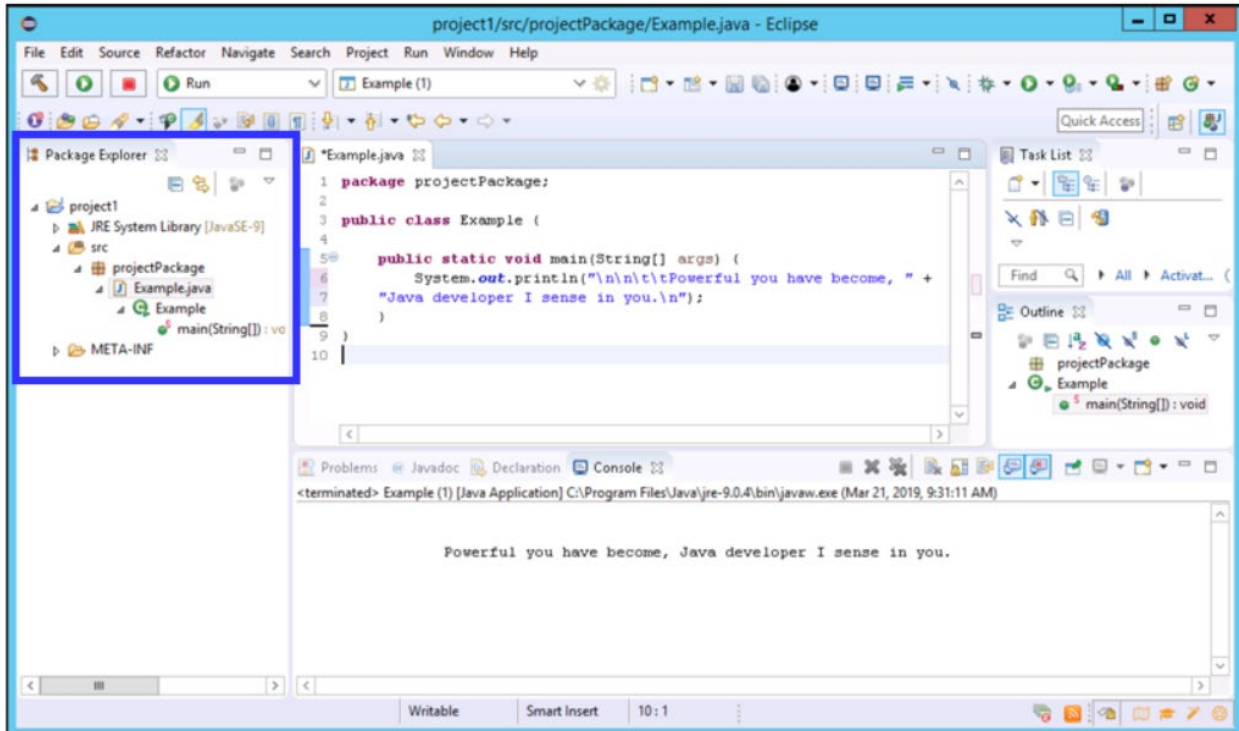 project1/src/projectPackage/Example.java - Eclipse
File Edit Source Refactor Navigate Search Project Run Window Help
Run Example (1)
Quick Access
Package Explorer
project1
JRE System Library [JavaSE-9]
src
projectPackage
Example.java
Example
main(String[]) : vo
META-INF
*Example.java
1 package projectPackage;
2
3 public class Example {
4
5 public static void main(String[] args) {
6 System.out.println("\n\n\t\tPowerful you have become, " +
7 "Java developer I sense in you.\n");
8 }
9 }
10
Task List
Find All Activat...
Outline
projectPackage
Example
main(String[]) : void
Problems Javadoc Declaration Console
<terminated> Example (1) [Java Application] C:\Program Files\Java\jre-9.0.4\bin\javaw.exe (Mar 21, 2019, 9:31:11 AM)
Powerful you have become, Java developer I sense in you.
Writable Smart Insert 10 : 1